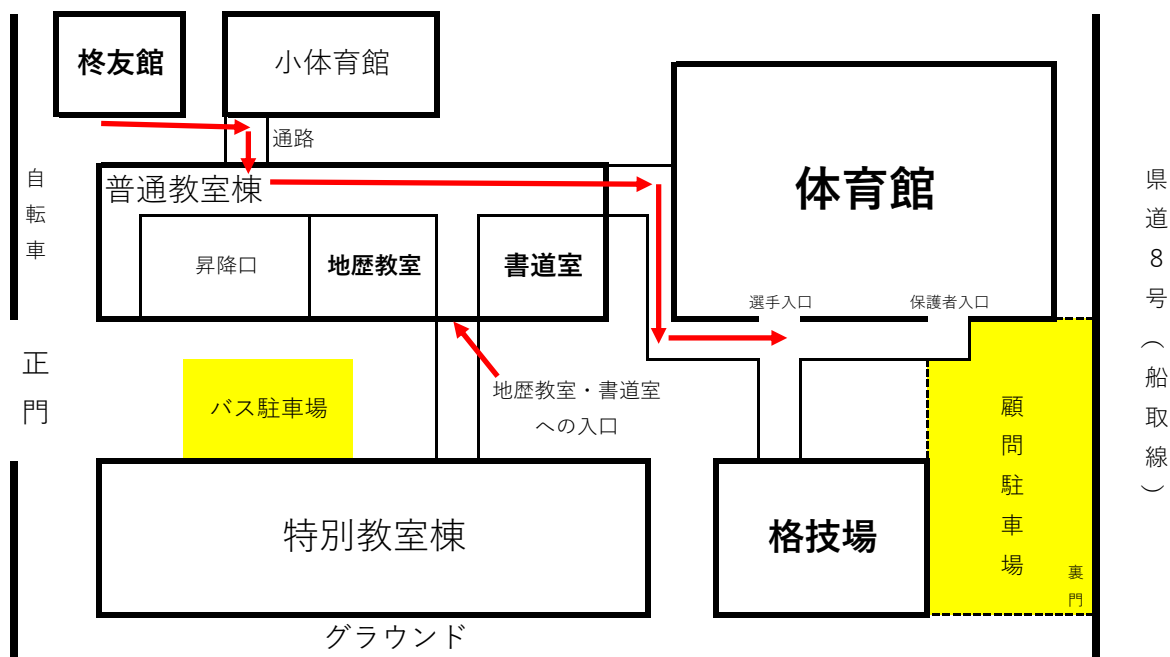 柊友館
小体育館
通路
自転車
普通教室棟
体育館
県道8号(船取線)
昇降口
地歴教室
書道室
選手入口
保護者入口
正門
バス駐車場
地歴教室・書道室
への入口
顧問駐車場
特別教室棟
格技場
裏門
グラウンド